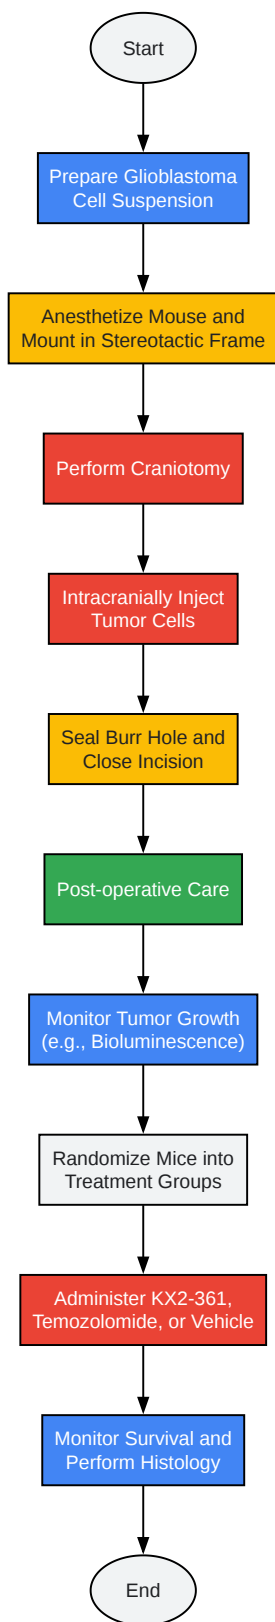 Start
Prepare Glioblastoma
Cell Suspension
Anesthetize Mouse and
Mount in Stereotactic Frame
Perform Craniotomy
Intracranially Inject
Tumor Cells
Seal Burr Hole and
Close Incision
Post-operative Care
Monitor Tumor Growth
(e.g., Bioluminescence)
Randomize Mice into
Treatment Groups
Administer KX2-361,
Temozolomide, or Vehicle
Monitor Survival and
Perform Histology
End